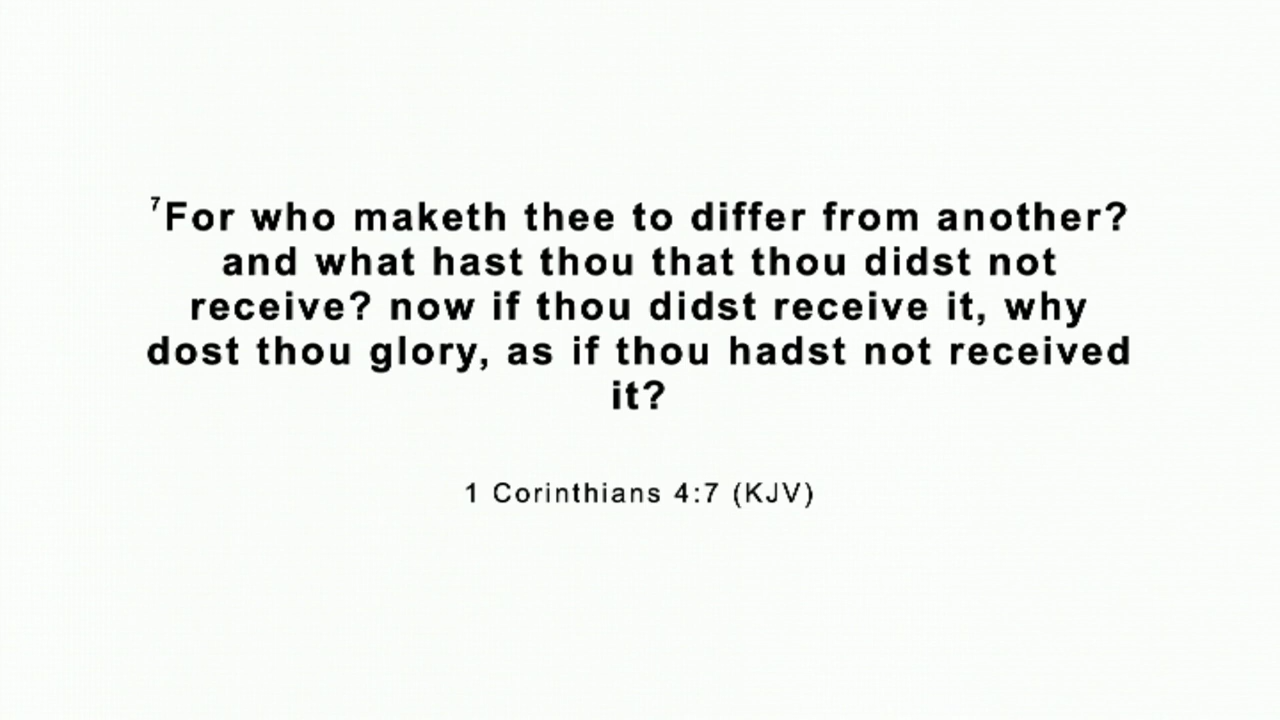 ⁷For who maketh thee to differ from another?
and what hast thou that thou didst not
receive? now if thou didst receive it, why
dost thou glory, as if thou hadst not received
it?
1 Corinthians 4:7 (KJV)